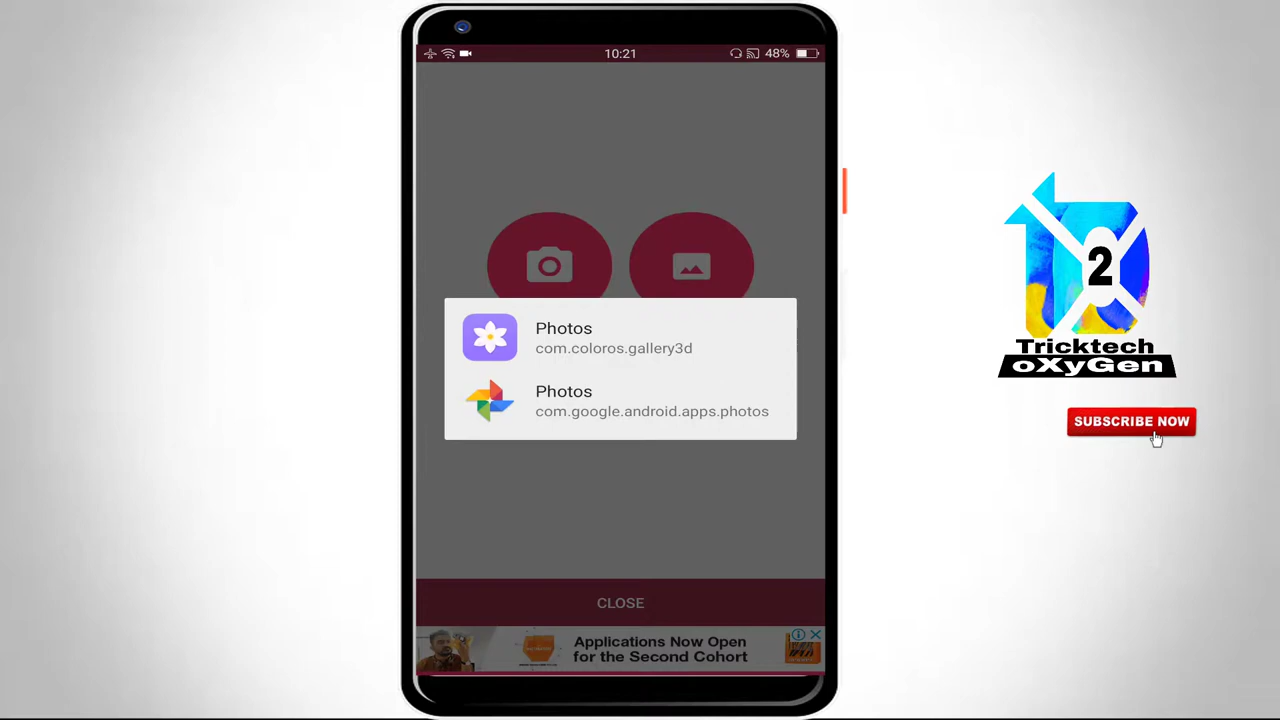 10:21
48%
Photos
com.coloros.gallery3d
Photos
com.google.android.apps.photos
CLOSE
Applications Now Open
for the Second Cohort
2
Tricktech
oXyGen
SUBSCRIBE NOW